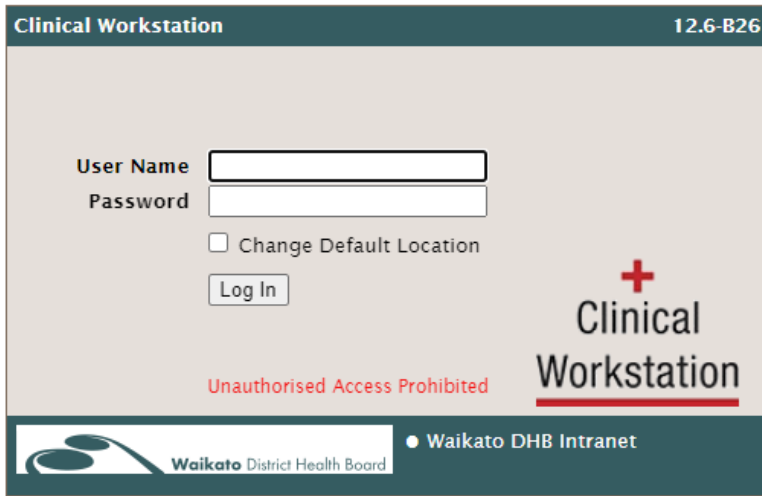 Clinical Workstation 12.6-B26
User Name
Password
Change Default Location
Log In
Clinical
Workstation
Unauthorised Access Prohibited
Waikato District Health Board
Waikato DHB Intranet